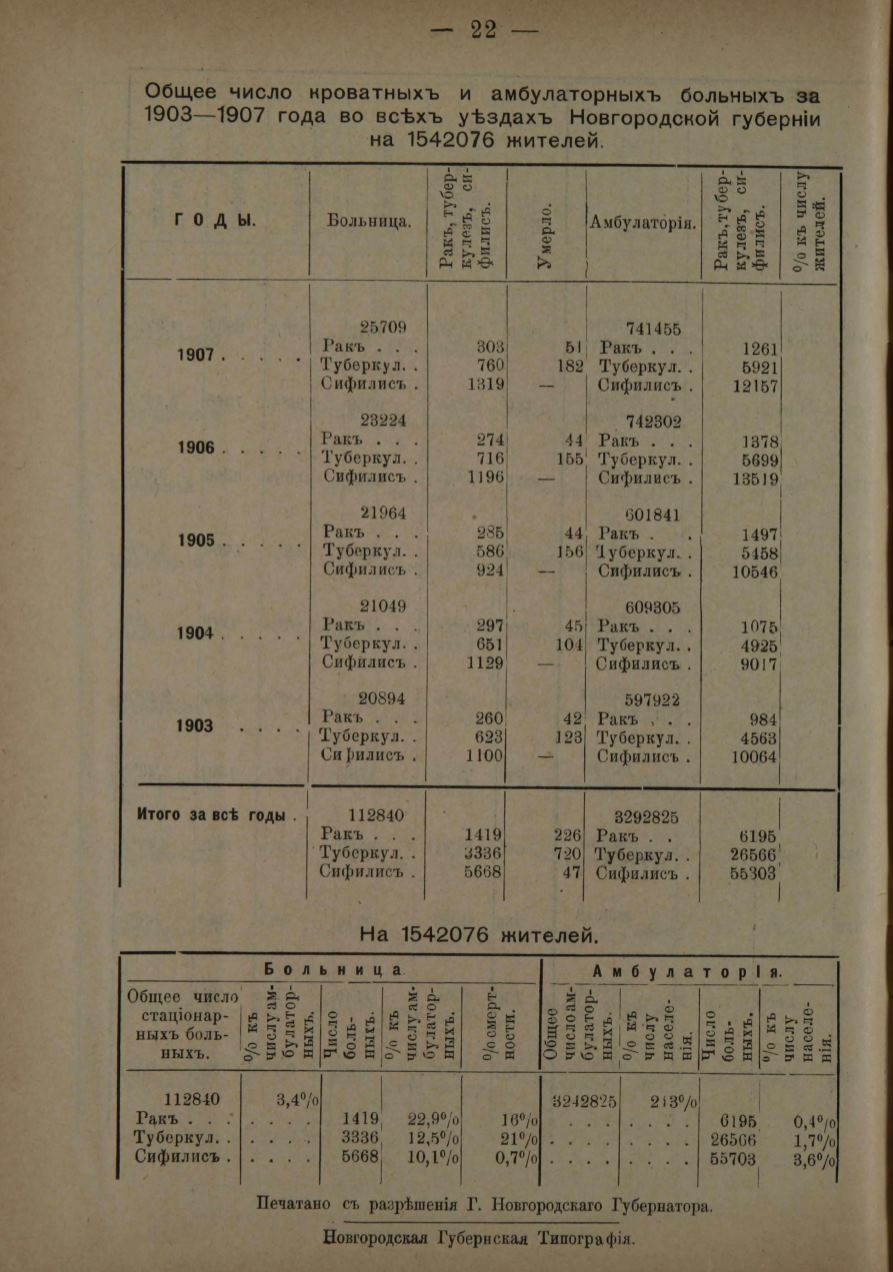 — 22 —
Общее число кроватныхъ и амбулаторныхъ больныхъ за
1903—1907 года во всѣхъ уѣздахъ Новгородской губерніи
на 1542076 жителей.
ГОДЫ. Больница. Ракъ, туберкулезъ, сифилисъ. Умерло. Амбулаторія. Ракъ, туберкулезъ, сифилисъ. % къ числу жителей.
25709 741455
1907 . . . . . Ракъ . . . 303 51 Ракъ . . . 1261
Туберкул. . 760 182 Туберкул. . 5921
Сифилисъ . 1319 — Сифилисъ . 12157
23224 742302
1906 . . . . . Ракъ . . . 274 44 Ракъ . . . 1378
Туберкул. . 716 155 Туберкул. . 5699
Сифилисъ . 1196 — Сифилисъ . 13519
21964 601841
1905 . . . . . Ракъ . . . 285 44 Ракъ . . 1497
Туберкул. . 586 156 Туберкул. . 5458
Сифилисъ . 924 — Сифилисъ . 10546
21049 609305
1904 . . . . . Ракъ . . . 297 45 Ракъ . . . 1075
Туберкул. . 651 104 Туберкул. . 4925
Сифилисъ . 1129 — Сифилисъ . 9017
20894 597922
1903 . . . . Ракъ . . . 260 42 Ракъ . . . 984
Туберкул. . 623 123 Туберкул. . 4563
Сифилисъ . 1100 — Сифилисъ . 10064
Итого за всѣ годы . 112840 3292825
Ракъ . . . 1419 226 Ракъ . . 6195
Туберкул. . 3336 720 Туберкул. . 26566
Сифилисъ . 5668 47 Сифилисъ . 55303
На 1542076 жителей.
Больница. Амбулаторія.
Общее число стаціонарныхъ больныхъ. % къ числу амбулаторныхъ. Число больныхъ. % къ числу амбулаторныхъ. % смертности. Общее число амбулаторныхъ. % къ числу населенія. Число больныхъ. % къ числу населенія.
112840 3,4% 3242825 213%
Ракъ . . . . . . . 1419 22,9% 16% . . . . . . . . 6195 0,4%
Туберкул. . . . . . 3336 12,5% 21% . . . . . . . . 26566 1,7%
Сифилисъ . . . . . 5668 10,1% 0,7% . . . . . . . . 55703 3,6%
Печатано съ разрѣшенія Г. Новгородскаго Губернатора.
Новгородская Губернская Типографія.